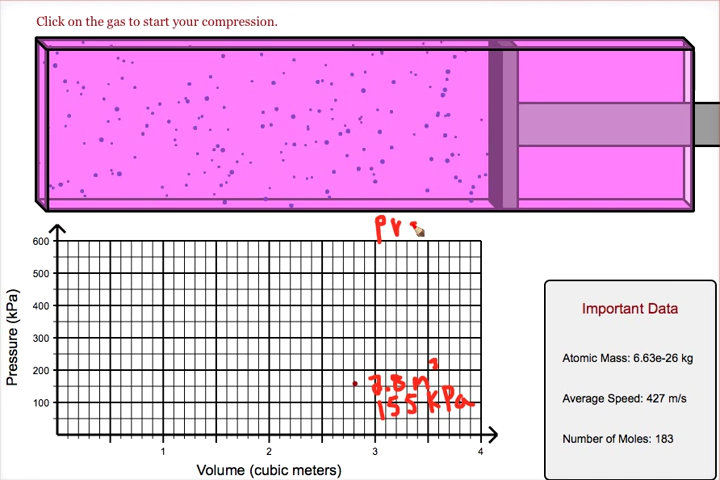 Click on the gas to start your compression.
PV
600
500
400
300
200
100
Pressure (kPa)
2.8 m³
155 kPa
1 2 3 4
Volume (cubic meters)
Important Data
Atomic Mass: 6.63e-26 kg
Average Speed: 427 m/s
Number of Moles: 183